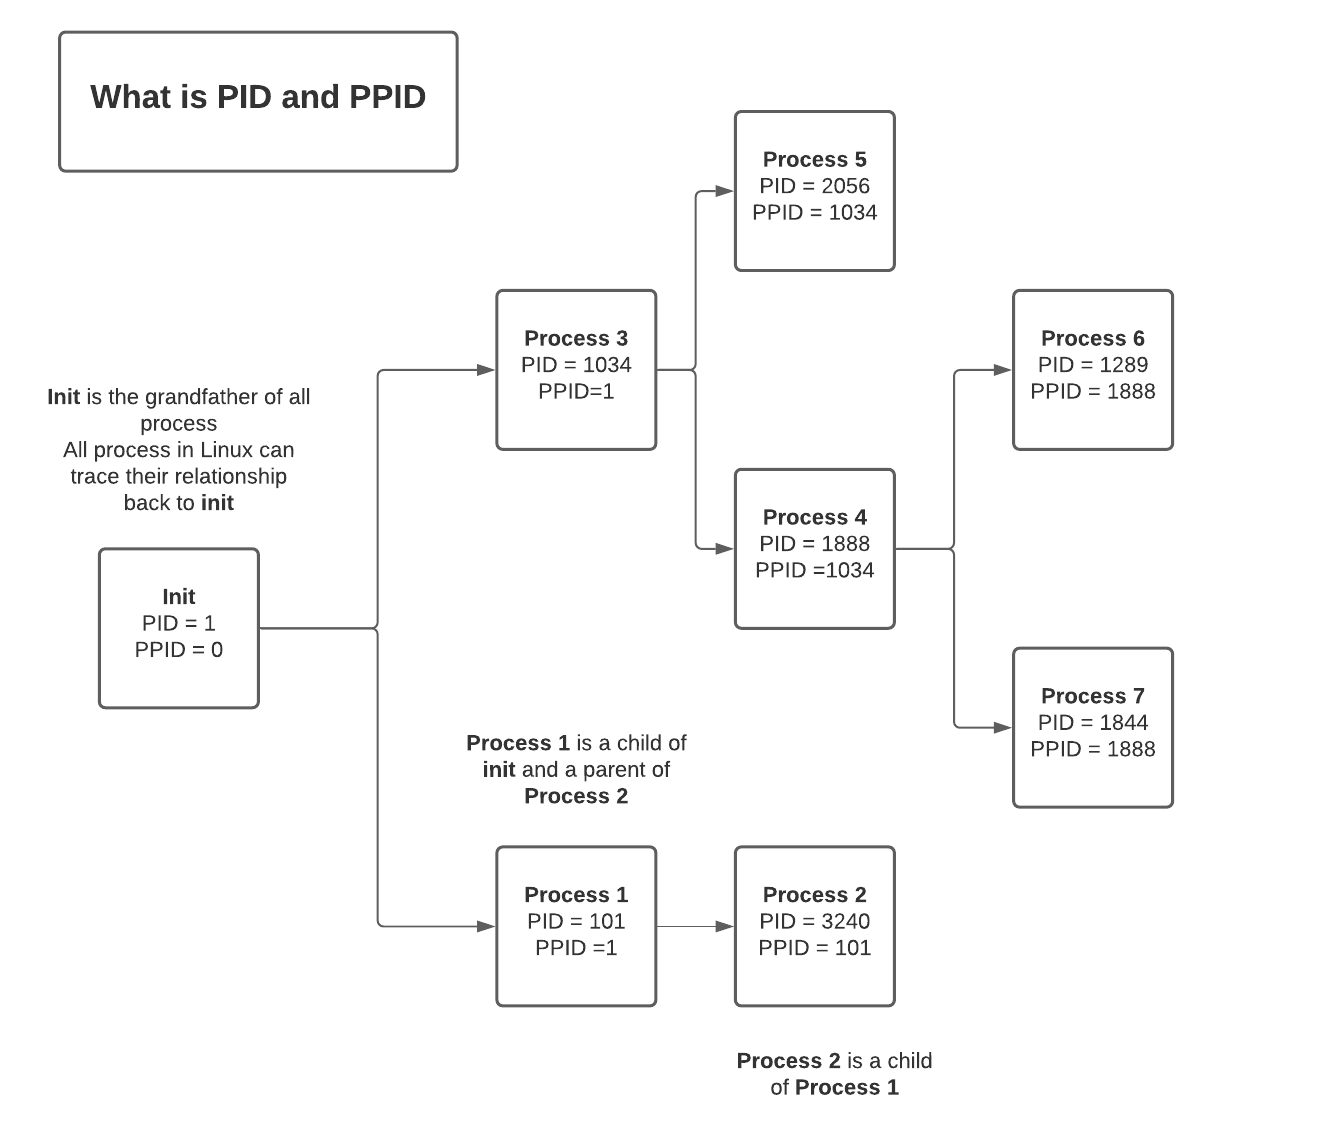 What is PID and PPID
Process 5
PID = 2056
PPID = 1034
Process 3
PID = 1034
PPID=1
Process 6
PID = 1289
PPID = 1888
Init is the grandfather of all
process
All process in Linux can
trace their relationship
back to init
Process 4
PID = 1888
PPID =1034
Init
PID = 1
PPID = 0
Process 7
PID = 1844
PPID = 1888
Process 1 is a child of
init and a parent of
Process 2
Process 1
PID = 101
PPID =1
Process 2
PID = 3240
PPID = 101
Process 2 is a child
of Process 1